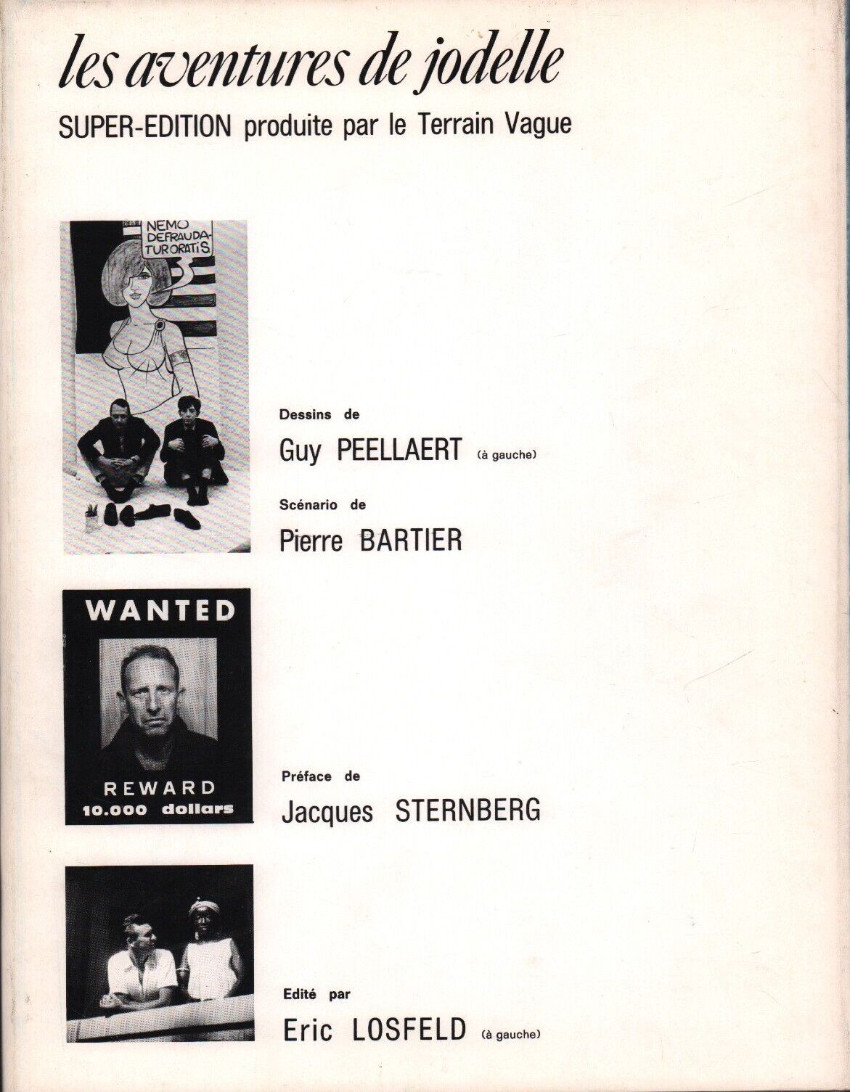 les aventures de jodelle
SUPER-EDITION produite par le Terrain Vague
NEMO
DEFRAUDA-
TUR ORATIS
Dessins de
Guy PEELLAERT (à gauche)
Scénario de
Pierre BARTIER
WANTED
REWARD
10.000 dollars
Préface de
Jacques STERNBERG
Edité par
Eric LOSFELD (à gauche)